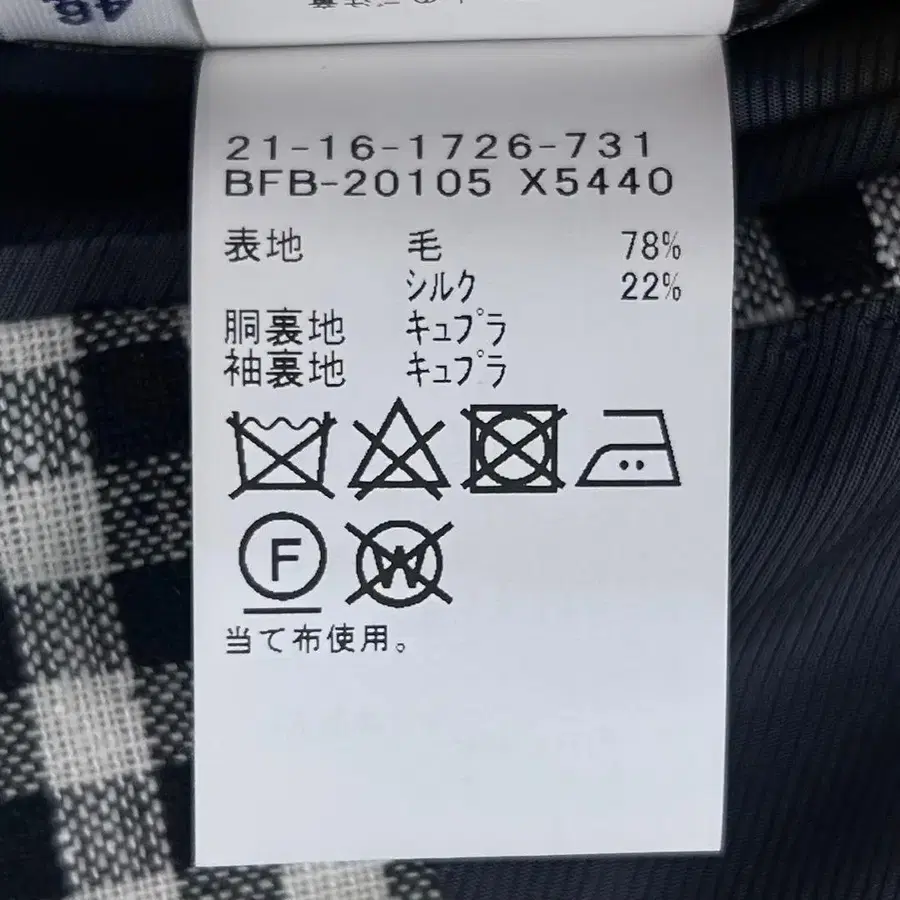 46
21-16-1726-731
BFB-20105 X5440
表地 毛 78%
シルク 22%
胴裏地 キュプラ
袖裏地 キュプラ
F W
当て布使用。